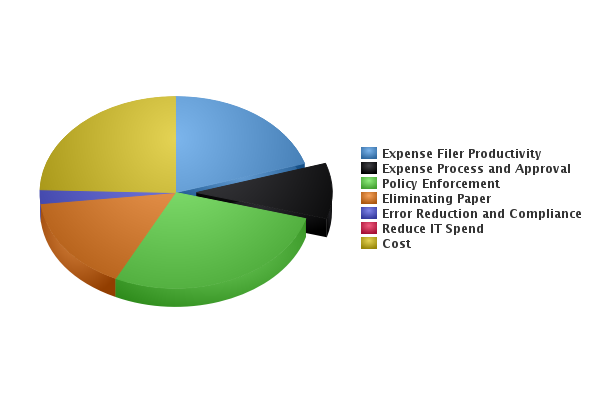 Expense Filer Productivity
Expense Process and Approval
Policy Enforcement
Eliminating Paper
Error Reduction and Compliance
Reduce IT Spend
Cost